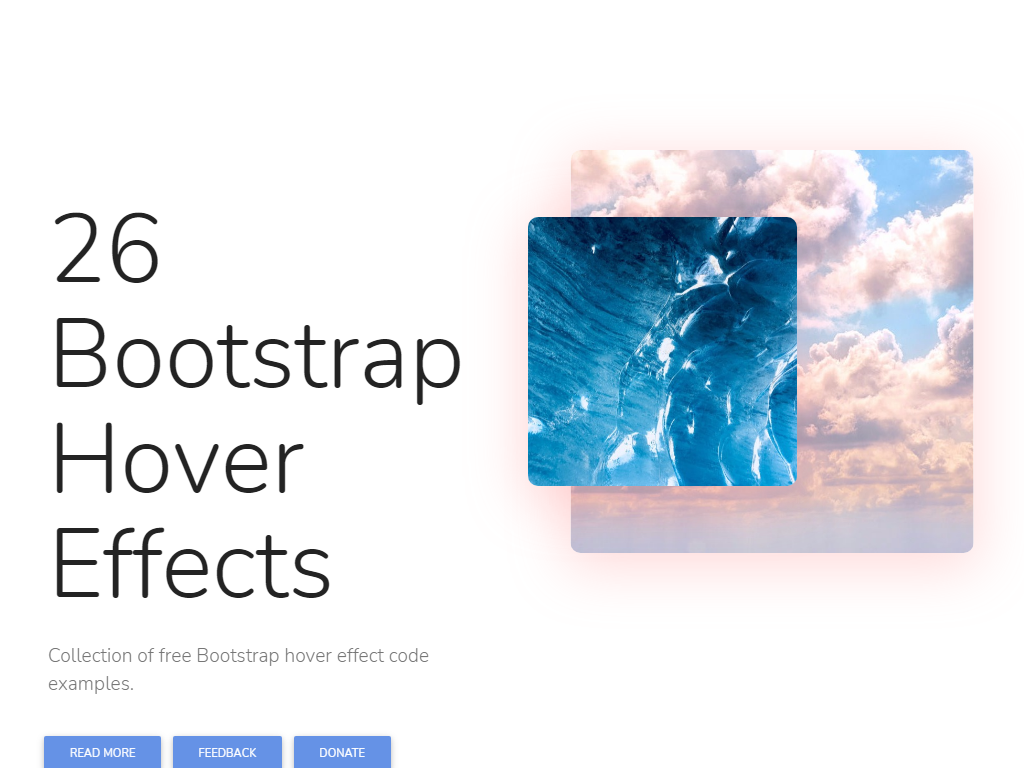 26
Bootstrap
Hover
Effects
Collection of free Bootstrap hover effect code
examples.
READ MORE FEEDBACK DONATE